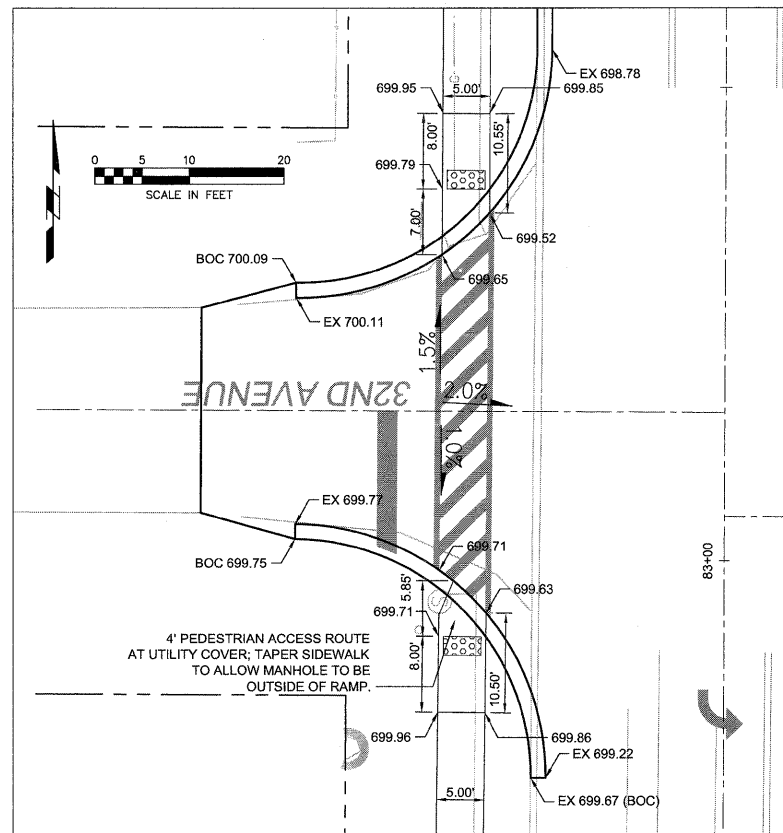 EX 698.78
699.95
5.00'
699.85
8.00'
10.55'
0 5 10 20
SCALE IN FEET
N
699.79
7.00'
699.52
BOC 700.09
699.65
EX 700.11
1.5%
32ND AVENUE
2.0%
1.0%
EX 699.77
699.71
BOC 699.75
5.85'
699.63
83+00
699.71
S
4' PEDESTRIAN ACCESS ROUTE
AT UTILITY COVER; TAPER SIDEWALK
TO ALLOW MANHOLE TO BE
OUTSIDE OF RAMP.
8.00'
10.50'
699.96
699.86
EX 699.22
5.00'
EX 699.67 (BOC)